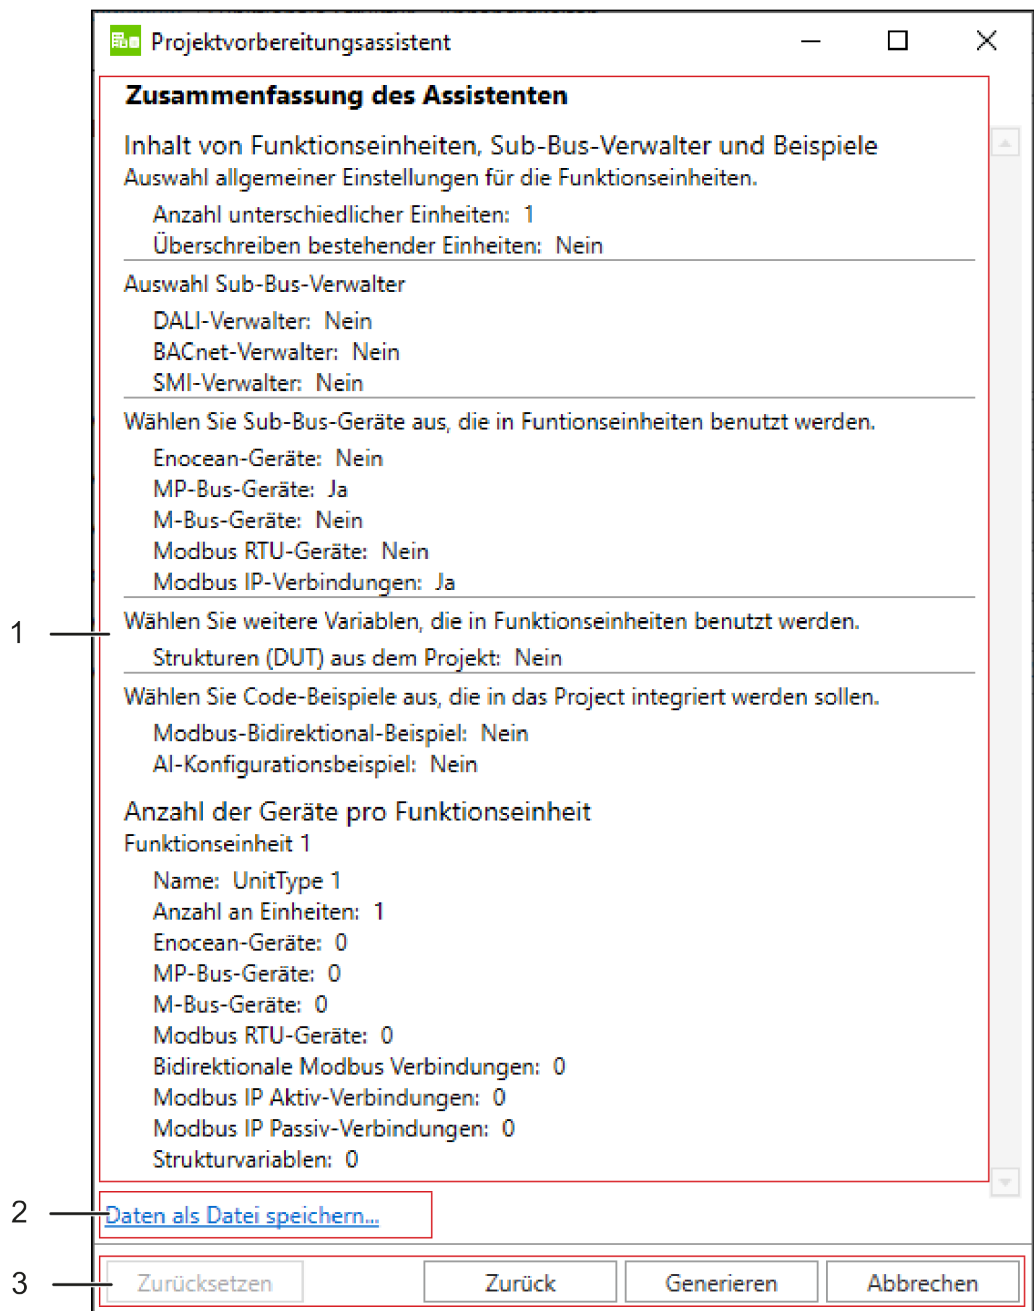 Projektvorbereitungsassistent
Zusammenfassung des Assistenten
Inhalt von Funktionseinheiten, Sub-Bus-Verwalter und Beispiele
Auswahl allgemeiner Einstellungen für die Funktionseinheiten.
Anzahl unterschiedlicher Einheiten: 1
Überschreiben bestehender Einheiten: Nein
Auswahl Sub-Bus-Verwalter
DALI-Verwalter: Nein
BACnet-Verwalter: Nein
SMI-Verwalter: Nein
Wählen Sie Sub-Bus-Geräte aus, die in Funtionseinheiten benutzt werden.
Enocean-Geräte: Nein
MP-Bus-Geräte: Ja
M-Bus-Geräte: Nein
Modbus RTU-Geräte: Nein
Modbus IP-Verbindungen: Ja
1
Wählen Sie weitere Variablen, die in Funktionseinheiten benutzt werden.
Strukturen (DUT) aus dem Projekt: Nein
Wählen Sie Code-Beispiele aus, die in das Project integriert werden sollen.
Modbus-Bidirektional-Beispiel: Nein
AI-Konfigurationsbeispiel: Nein
Anzahl der Geräte pro Funktionseinheit
Funktionseinheit 1
Name: UnitType 1
Anzahl an Einheiten: 1
Enocean-Geräte: 0
MP-Bus-Geräte: 0
M-Bus-Geräte: 0
Modbus RTU-Geräte: 0
Bidirektionale Modbus Verbindungen: 0
Modbus IP Aktiv-Verbindungen: 0
Modbus IP Passiv-Verbindungen: 0
Strukturvariablen: 0
2 Daten als Datei speichern...
3 Zurücksetzen Zurück Generieren Abbrechen